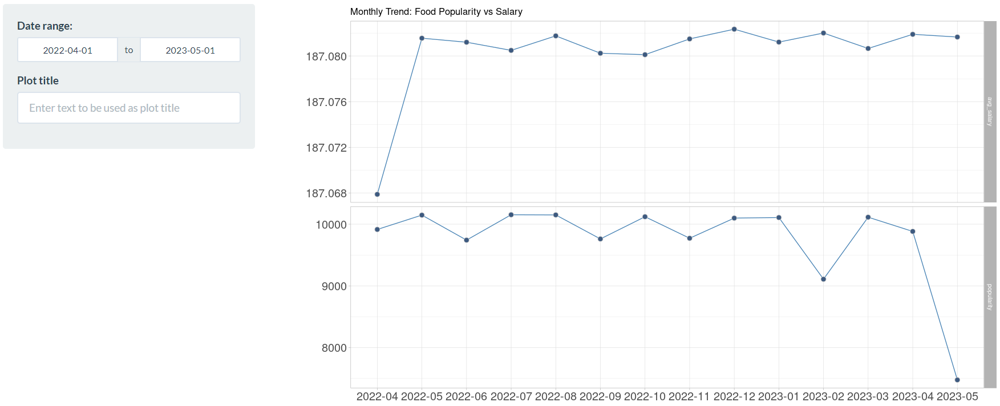 Date range:
2022-04-01 to 2023-05-01
Plot title
Enter text to be used as plot title
Monthly Trend: Food Popularity vs Salary
187.080
187.076
187.072
187.068
avg_salary
10000
9000
8000
popularity
2022-04 2022-05 2022-06 2022-07 2022-08 2022-09 2022-10 2022-11 2022-12 2023-01 2023-02 2023-03 2023-04 2023-05